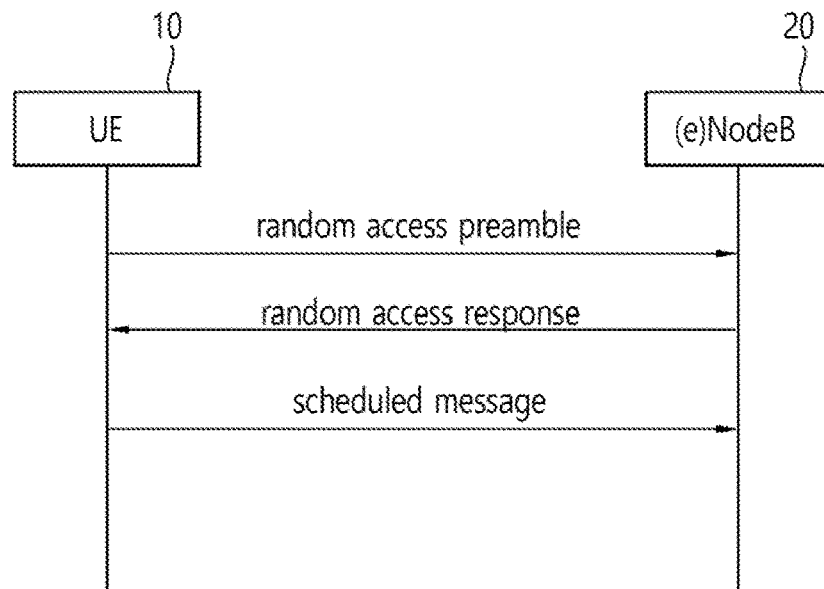 10
20
UE
(e)NodeB
random access preamble
random access response
scheduled message